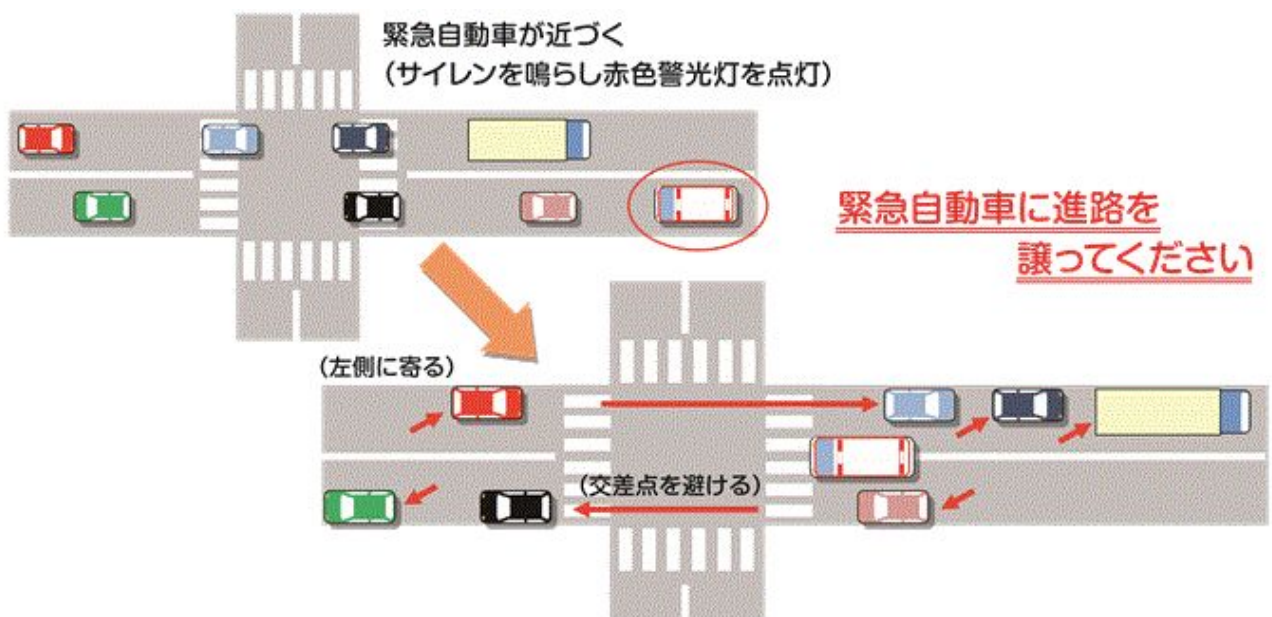 緊急自動車が近づく
（サイレンを鳴らし赤色警光灯を点灯）
緊急自動車に進路を
譲ってください
（左側に寄る）
（交差点を避ける）